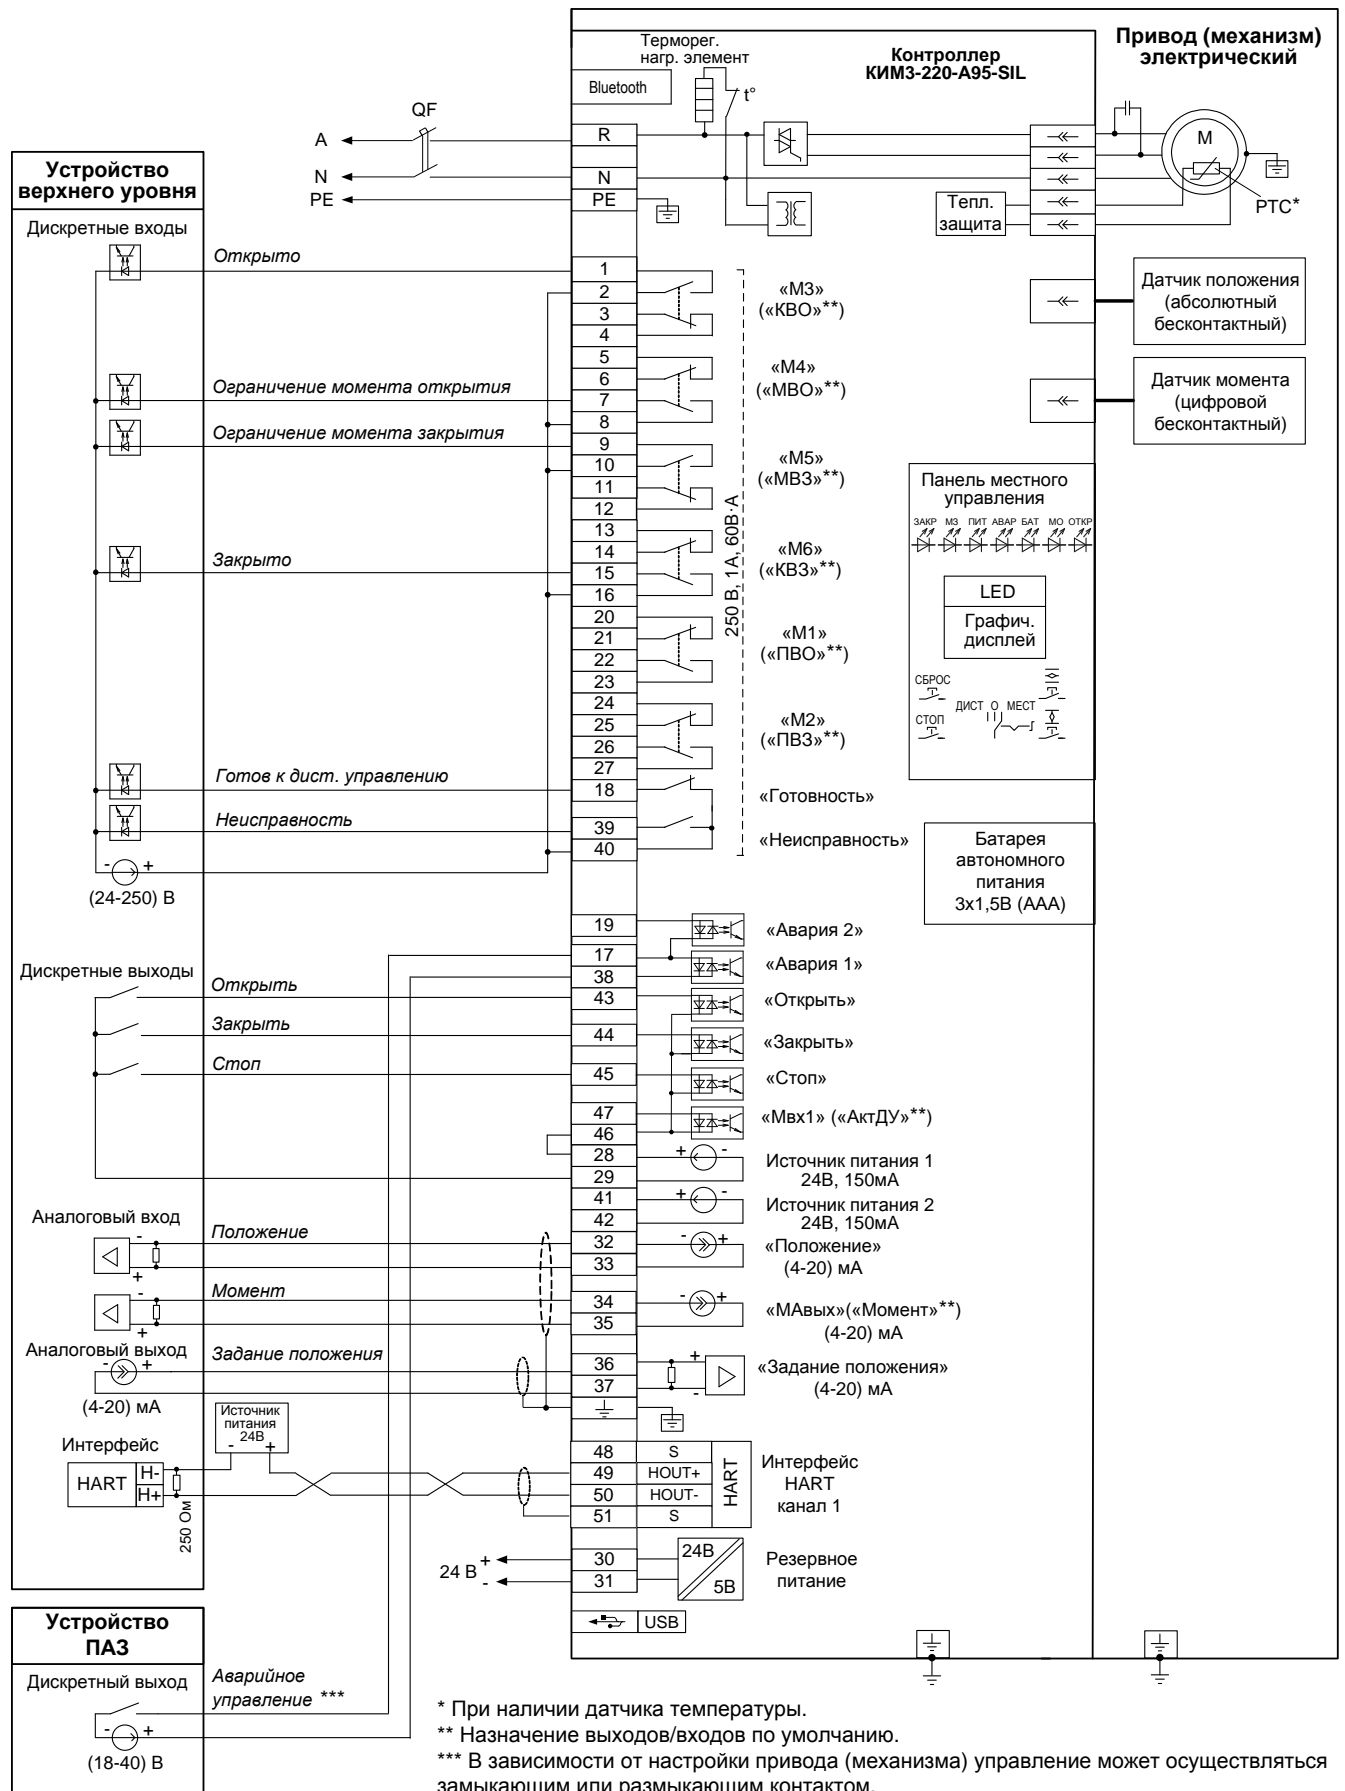 Привод (механизм)
электрический
Контроллер
КИМ3-220-А95-SIL
Терморег.
нагр. элемент
Bluetooth
t°
QF
A
R
N
N
PE
PE
M
PTC*
Тепл.
защита
Устройство
верхнего уровня
Дискретные входы
Открыто
1
2
3
4
«М3»
(«КВО»**)
Датчик положения
(абсолютный
бесконтактный)
Ограничение момента открытия
5
6
7
8
«М4»
(«МВО»**)
Датчик момента
(цифровой
бесконтактный)
Ограничение момента закрытия
9
10
11
12
«М5»
(«МВЗ»**)
250 В, 1А, 60В·А
Панель местного
управления
ЗАКР МЗ ПИТ АВАР БАТ МО ОТКР
Закрыто
13
14
15
16
«М6»
(«КВЗ»**)
LED
Графич.
дисплей
20
21
22
23
«М1»
(«ПВО»**)
СБРОС
СТОП
ДИСТ О МЕСТ
24
25
26
27
«М2»
(«ПВЗ»**)
Готов к дист. управлению
18
«Готовность»
Неисправность
39
40
«Неисправность»
Батарея
автономного
питания
3х1,5В (ААА)
- +
(24-250) В
19
«Авария 2»
17
38
«Авария 1»
Дискретные выходы
Открыть
43
«Открыть»
Закрыть
44
«Закрыть»
Стоп
45
«Стоп»
47
46
«Мвх1» («АктДУ»**)
28
29
+ -
Источник питания 1
24В, 150мА
41
42
+ -
Источник питания 2
24В, 150мА
Аналоговый вход
-
+
Положение
32
33
- +
«Положение»
(4-20) мА
-
+
Момент
34
35
- +
«МАвых»(«Момент»**)
(4-20) мА
Аналоговый выход
- +
(4-20) мА
Задание положения
36
37
+
-
«Задание положения»
(4-20) мА
Источник
питания
24В
- +
Интерфейс
HART
H-
H+
250 Ом
48 S
49 HOUT+
50 HOUT-
51 S
HART
Интерфейс
HART
канал 1
24 В
+
-
30
31
24В
5В
Резервное
питание
USB
Устройство
ПАЗ
Дискретный выход
- +
(18-40) В
Аварийное
управление ***
* При наличии датчика температуры.
** Назначение выходов/входов по умолчанию.
*** В зависимости от настройки привода (механизма) управление может осуществляться
замыкающим или размыкающим контактом.